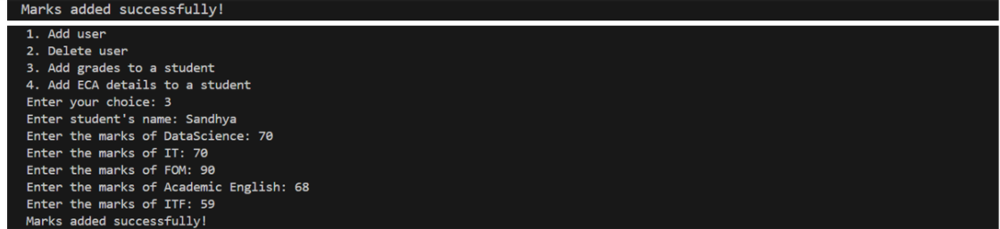 Marks added successfully!
1. Add user
2. Delete user
3. Add grades to a student
4. Add ECA details to a student
Enter your choice: 3
Enter student's name: Sandhya
Enter the marks of DataScience: 70
Enter the marks of IT: 70
Enter the marks of FOM: 90
Enter the marks of Academic English: 68
Enter the marks of ITF: 59
Marks added successfully!